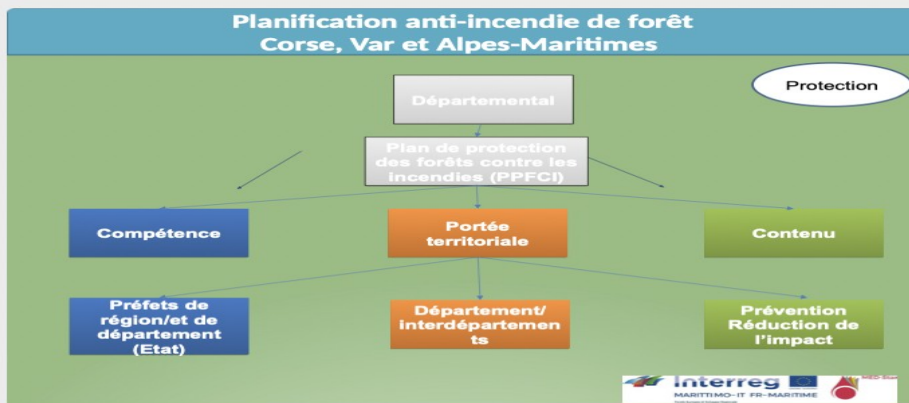 Planification anti-incendie de forêt
Corse, Var et Alpes-Maritimes
Protection
Départemental
Plan de protection
des forêts contre les
incendies (PPFCI)
Compétence
Portée
territoriale
Contenu
Préfets de
région/et de
département
(Etat)
Département/
interdépartemen
ts
Prévention
Réduction de
l'impact
Interreg
MARITTIMO-IT FR-MARITIME
MED-Star